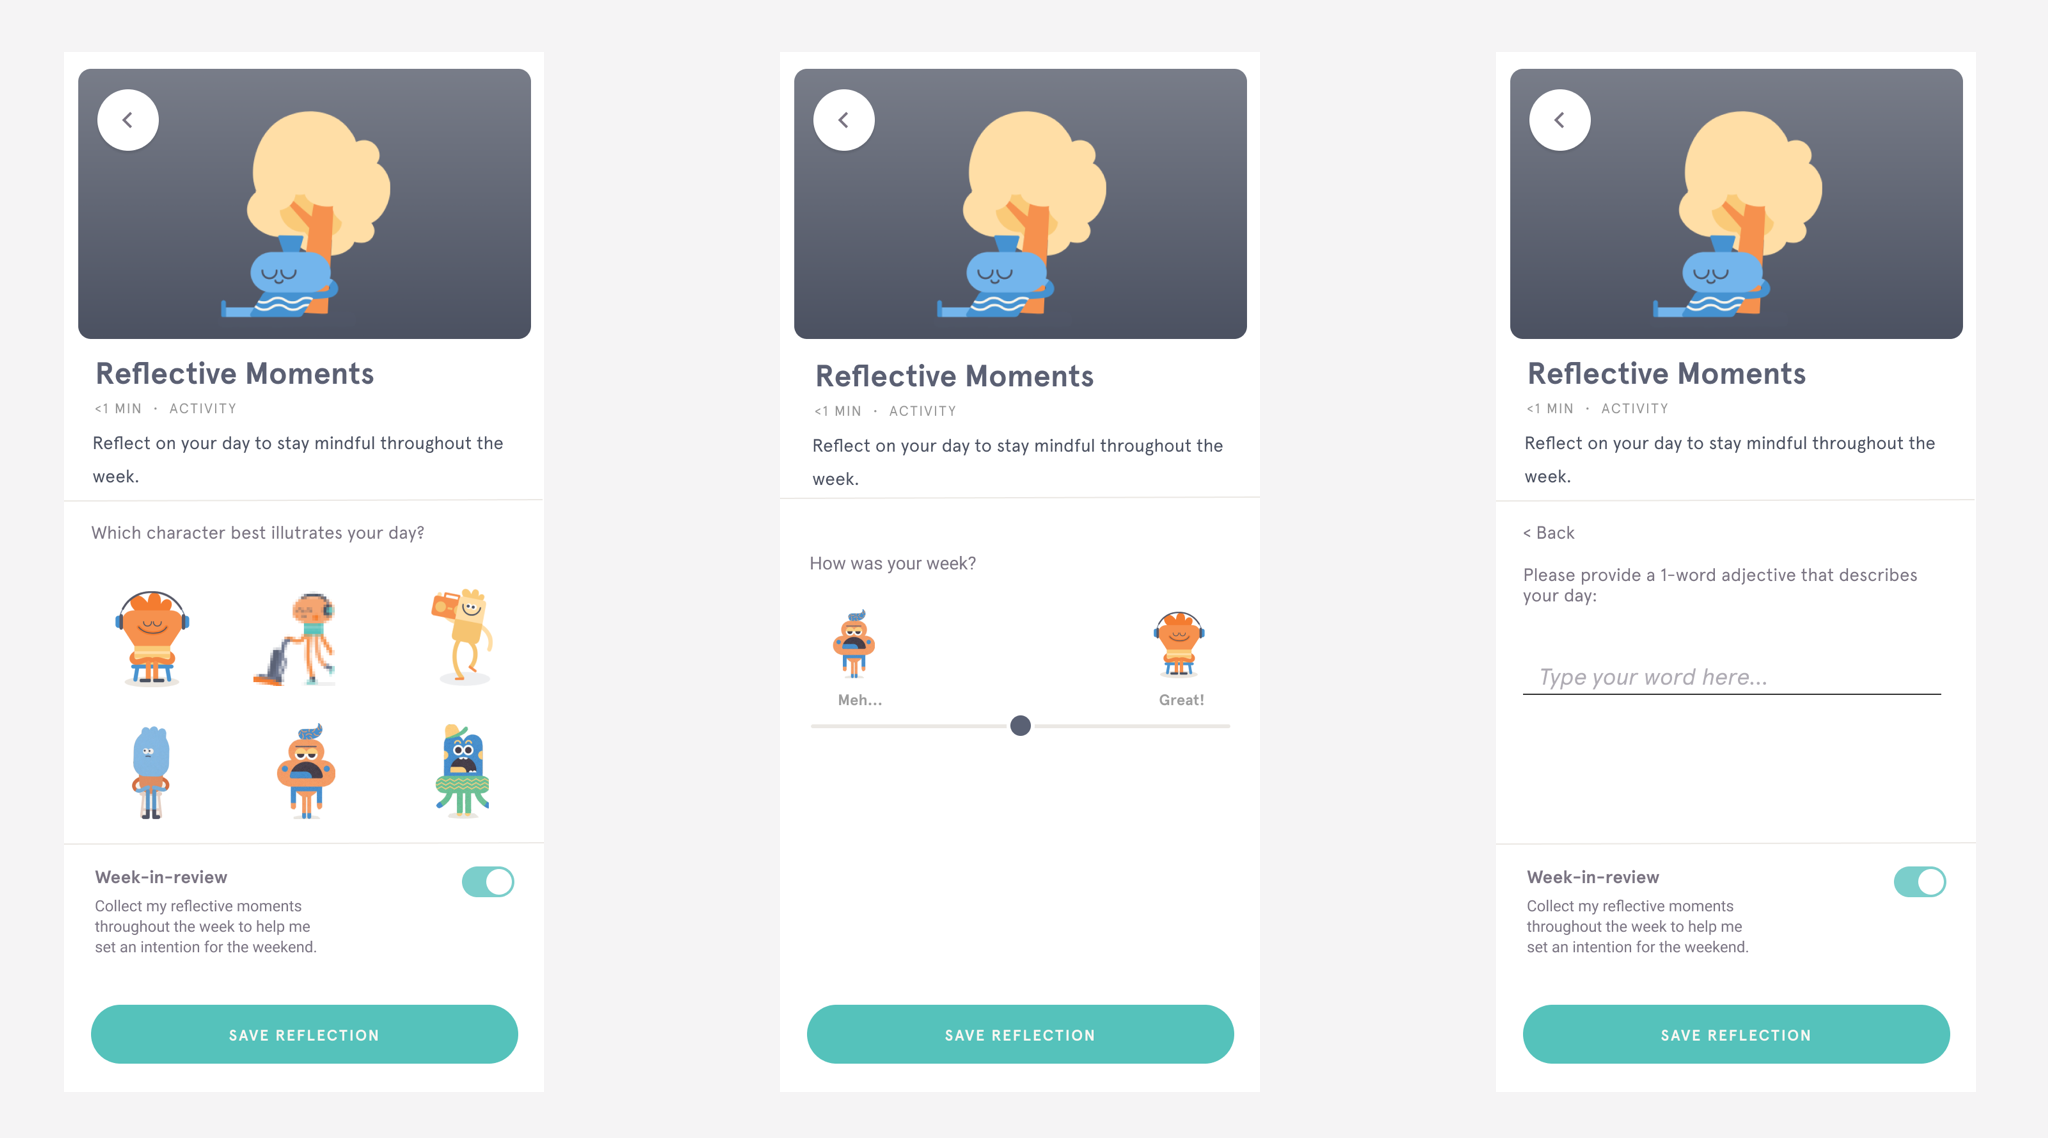 Reflective Moments
<1 MIN · ACTIVITY
Reflect on your day to stay mindful throughout the
week.
Which character best illutrates your day?
Week-in-review
Collect my reflective moments
throughout the week to help me
set an intention for the weekend.
SAVE REFLECTION
Reflective Moments
<1 MIN · ACTIVITY
Reflect on your day to stay mindful throughout the
week.
How was your week?
Meh...
Great!
SAVE REFLECTION
Reflective Moments
<1 MIN · ACTIVITY
Reflect on your day to stay mindful throughout the
week.
< Back
Please provide a 1-word adjective that describes
your day:
Type your word here...
Week-in-review
Collect my reflective moments
throughout the week to help me
set an intention for the weekend.
SAVE REFLECTION